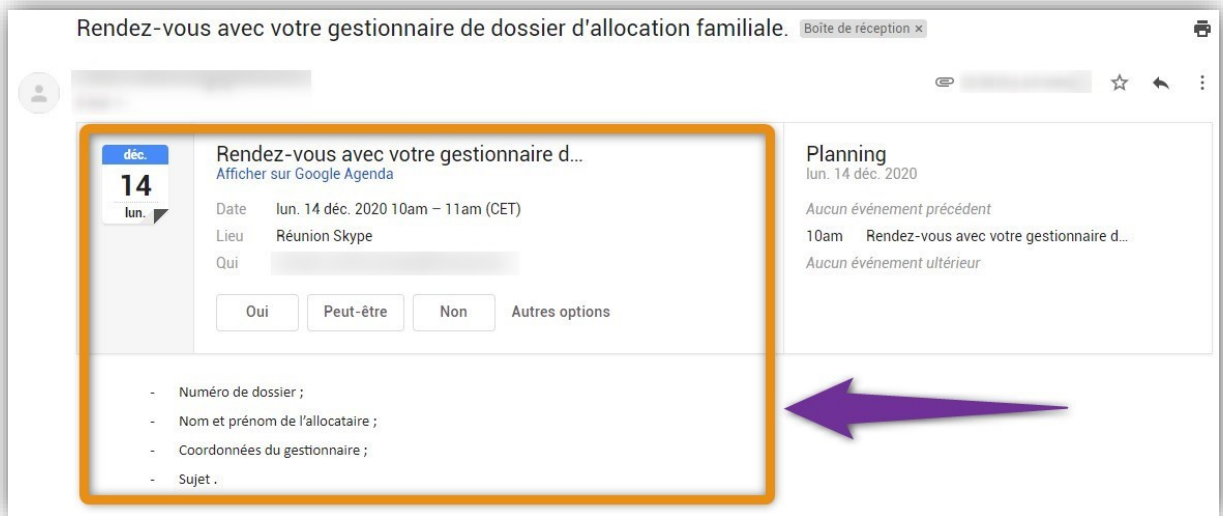 Rendez-vous avec votre gestionnaire de dossier d'allocation familiale. Boîte de réception ×
déc.
14
lun.
Rendez-vous avec votre gestionnaire d...
Afficher sur Google Agenda
Date lun. 14 déc. 2020 10am – 11am (CET)
Lieu Réunion Skype
Qui
Oui Peut-être Non Autres options
Planning
lun. 14 déc. 2020
Aucun événement précédent
10am Rendez-vous avec votre gestionnaire d...
Aucun événement ultérieur
- Numéro de dossier ;
- Nom et prénom de l'allocataire ;
- Coordonnées du gestionnaire ;
- Sujet .